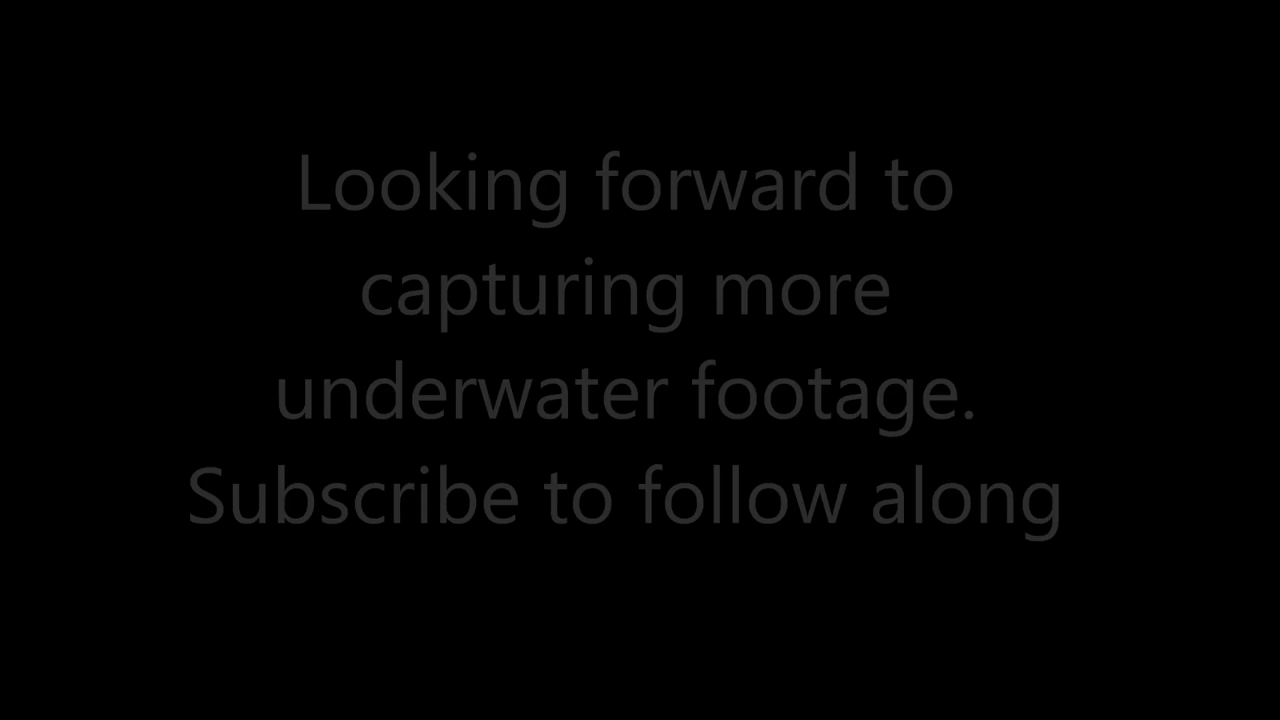 Looking forward to
capturing more
underwater footage.
Subscribe to follow along